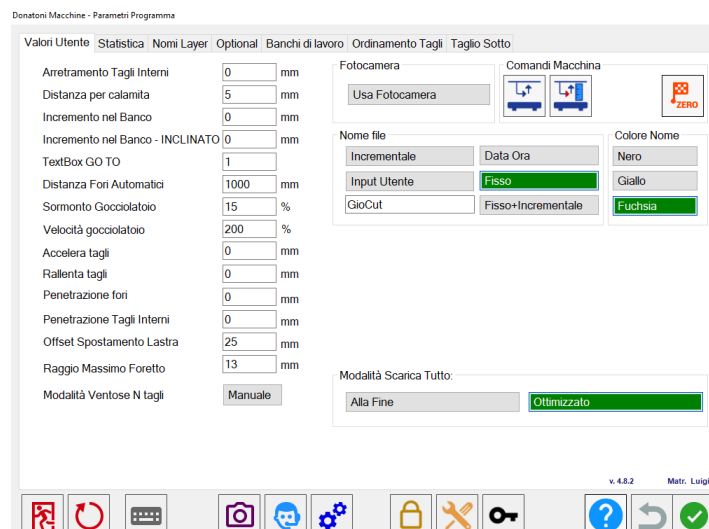 Donatoni Macchine - Parametri Programma
Valori Utente Statistica Nomi Layer Optional Banchi di lavoro Ordinamento Tagli Taglio Sotto
Arretramento Tagli Interni 0 mm
Distanza per calamita 5 mm
Incremento nel Banco 0 mm
Incremento nel Banco - INCLINATO 0 mm
TextBox GO TO 1
Distanza Fori Automatici 1000 mm
Sormonto Gocciolatoio 15 %
Velocità gocciolatoio 200 %
Accelera tagli 0 mm
Rallenta tagli 0 mm
Penetrazione fori 0 mm
Penetrazione Tagli Interni 0 mm
Offset Spostamento Lastra 25 mm
Raggio Massimo Foretto 13 mm
Modalità Ventose N tagli Manuale
Fotocamera
Usa Fotocamera
Comandi Macchina
ZERO
Nome file
Incrementale Data Ora
Input Utente Fisso
GioCut Fisso+Incrementale
Colore Nome
Nero
Giallo
Fuchsia
Modalità Scarica Tutto:
Alla Fine Ottimizzato
v. 4.8.2 Matr. Luigi
?